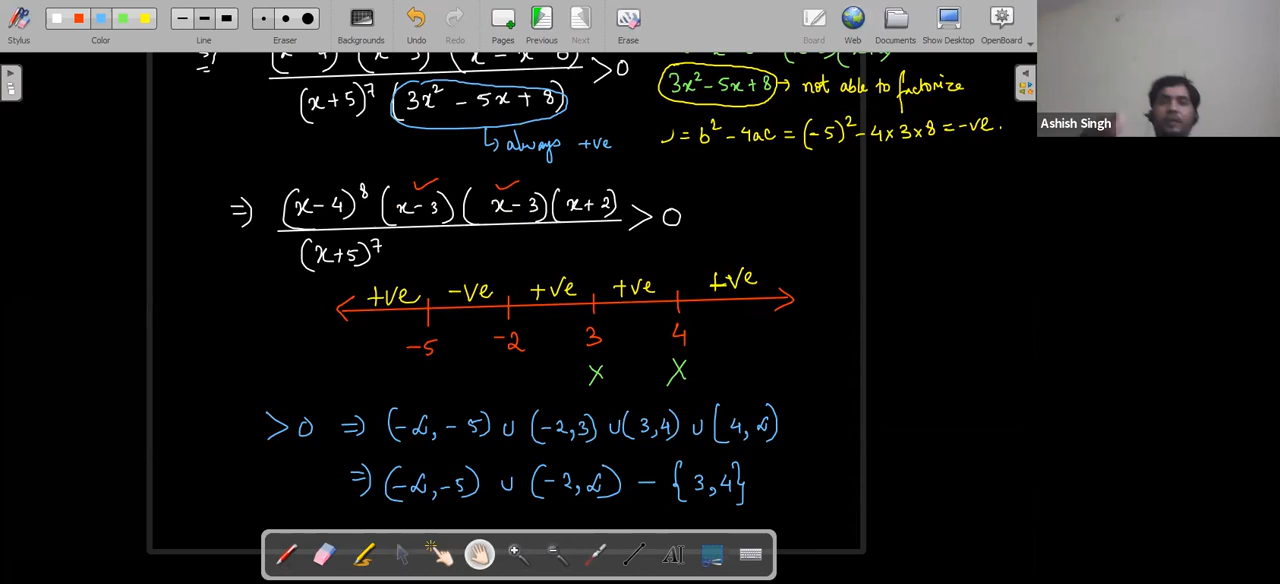 Stylus
Color
Line
Eraser
Backgrounds
Undo
Redo
Pages
Previous
Next
Erase
Board
Web
Documents
Show Desktop
OpenBoard
> 0
(x+5)⁷ (3x² - 5x + 8)
↳ always +ve
3x² - 5x + 8 → not able to factorize
= b² - 4ac = (-5)² - 4×3×8 = -ve.
Ashish Singh
⇒ (x-4)⁸ (x-3) (x-3)(x+2) > 0
(x+5)⁷
+ve -ve +ve +ve +ve
-5 -2 3 4
x x
>0 ⇒ (-∞, -5) ∪ (-2,3) ∪ (3,4) ∪ [4, ∞)
⇒ (-∞, -5) ∪ (-2, ∞) - {3, 4}
AI